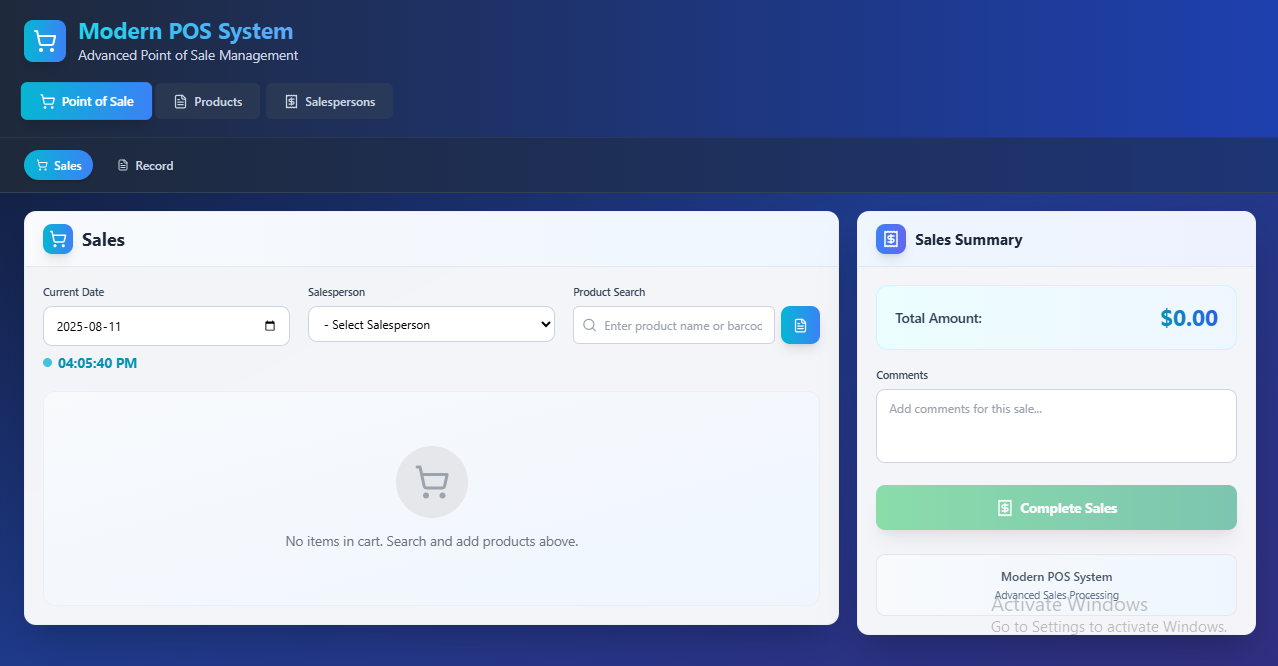 Modern POS System
Advanced Point of Sale Management
Point of Sale
Products
Salespersons
Sales
Record
Sales
Current Date
Salesperson
Product Search
2025-08-11
- Select Salesperson
Enter product name or barcoc
04:05:40 PM
No items in cart. Search and add products above.
Sales Summary
Total Amount:
$0.00
Comments
Add comments for this sale...
Complete Sales
Modern POS System
Advanced Sales Processing
Activate Windows
Go to Settings to activate Windows.